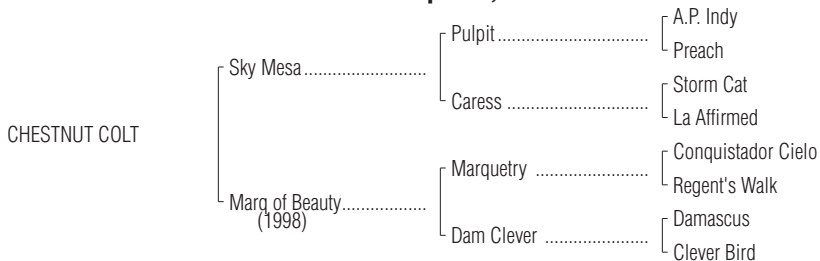 A.P. Indy
Pulpit
Preach
Sky Mesa
Storm Cat
Caress
La Affirmed
CHESTNUT COLT
Conquistador Cielo
Marquetry
Regent's Walk
Marq of Beauty
(1998)
Damascus
Dam Clever
Clever Bird